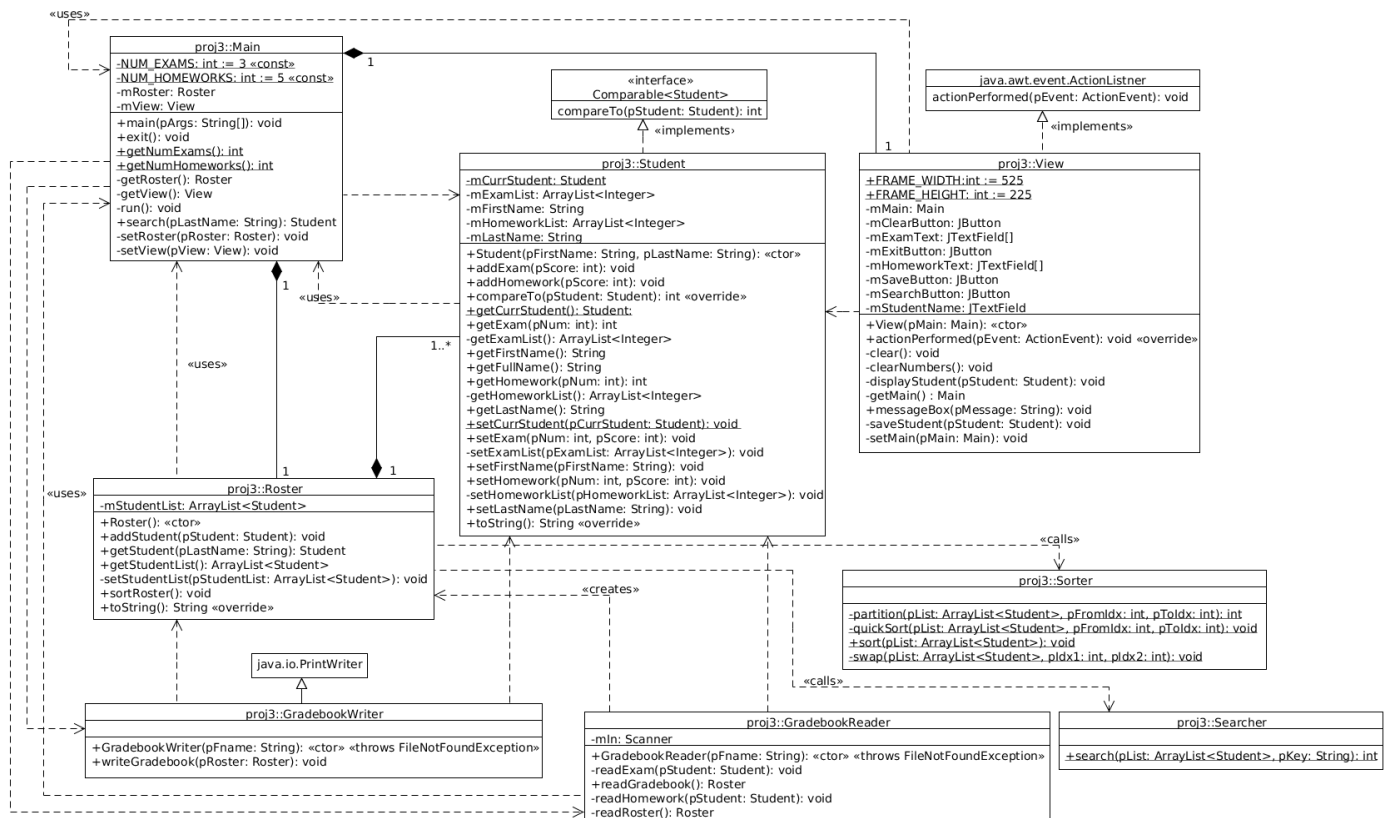 «uses»
proj3::Main
-NUM_EXAMS: int := 3 «const»
-NUM_HOMEWORKS: int := 5 «const»
-mRoster: Roster
-mView: View
+main(pArgs: String[]): void
+exit(): void
+getNumExams(): int
+getNumHomeworks(): int
-getRoster(): Roster
-getView(): View
-run(): void
+search(pLastName: String): Student
-setRoster(pRoster: Roster): void
-setView(pView: View): void
1
1
«interface»
Comparable<Student>
compareTo(pStudent: Student): int
«implements»
java.awt.event.ActionListner
actionPerformed(pEvent: ActionEvent): void
«implements»
1
proj3::Student
-mCurrStudent: Student
-mExamList: ArrayList<Integer>
-mFirstName: String
-mHomeworkList: ArrayList<Integer>
-mLastName: String
+Student(pFirstName: String, pLastName: String): «ctor»
+addExam(pScore: int): void
+addHomework(pScore: int): void
+compareTo(pStudent: Student): int «override»
+getCurrStudent(): Student:
+getExam(pNum: int): int
-getExamList(): ArrayList<Integer>
+getFirstName(): String
+getFullName(): String
+getHomework(pNum: int): int
-getHomeworkList(): ArrayList<Integer>
+getLastName(): String
+setCurrStudent(pCurrStudent: Student): void
+setExam(pNum: int, pScore: int): void
-setExamList(pExamList: ArrayList<Integer>): void
+setFirstName(pFirstName: String): void
+setHomework(pNum: int, pScore: int): void
-setHomeworkList(pHomeworkList: ArrayList<Integer>): void
+setLastName(pLastName: String): void
+toString(): String «override»
proj3::View
+FRAME_WIDTH:int := 525
+FRAME_HEIGHT: int := 225
-mMain: Main
-mClearButton: JButton
-mExamText: JTextField[]
-mExitButton: JButton
-mHomeworkText: JTextField[]
-mSaveButton: JButton
-mSearchButton: JButton
-mStudentName: JTextField
+View(pMain: Main): «ctor»
+actionPerformed(pEvent: ActionEvent): void «override»
-clear(): void
-clearNumbers(): void
-displayStudent(pStudent: Student): void
-getMain() : Main
+messageBox(pMessage: String): void
-saveStudent(pStudent: Student): void
-setMain(pMain: Main): void
«uses»
1..*
«uses»
1
1
«uses»
proj3::Roster
-mStudentList: ArrayList<Student>
+Roster(): «ctor»
+addStudent(pStudent: Student): void
+getStudent(pLastName: String): Student
+getStudentList(): ArrayList<Student>
-setStudentList(pStudentList: ArrayList<Student>): void
+sortRoster(): void
+toString(): String «override»
«calls»
«creates»
proj3::Sorter
-partition(pList: ArrayList<Student>, pFromIdx: int, pToIdx: int): int
-quickSort(pList: ArrayList<Student>, pFromIdx: int, pToIdx: int): void
+sort(pList: ArrayList<Student>): void
-swap(pList: ArrayList<Student>, pIdx1: int, pIdx2: int): void
java.io.PrintWriter
«calls»
proj3::GradebookWriter
+GradebookWriter(pFname: String): «ctor» «throws FileNotFoundException»
+writeGradebook(pRoster: Roster): void
proj3::GradebookReader
-mIn: Scanner
+GradebookReader(pFname: String): «ctor» «throws FileNotFoundException»
-readExam(pStudent: Student): void
+readGradebook(): Roster
-readHomework(pStudent: Student): void
-readRoster(): Roster
proj3::Searcher
+search(pList: ArrayList<Student>, pKey: String): int